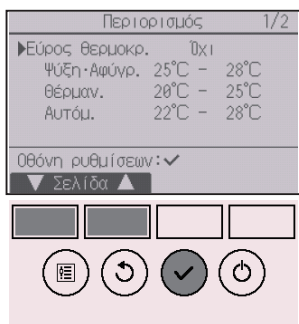 Περιορισμός 1/2
▶Εύρος θερμοκρ. Όχι
Ψύξη·Αφύγρ. 25°C – 28°C
Θέρμαν. 20°C – 25°C
Αυτόμ. 22°C – 28°C
Οθόνη ρυθμίσεων:✓
▼ Σελίδα ▲